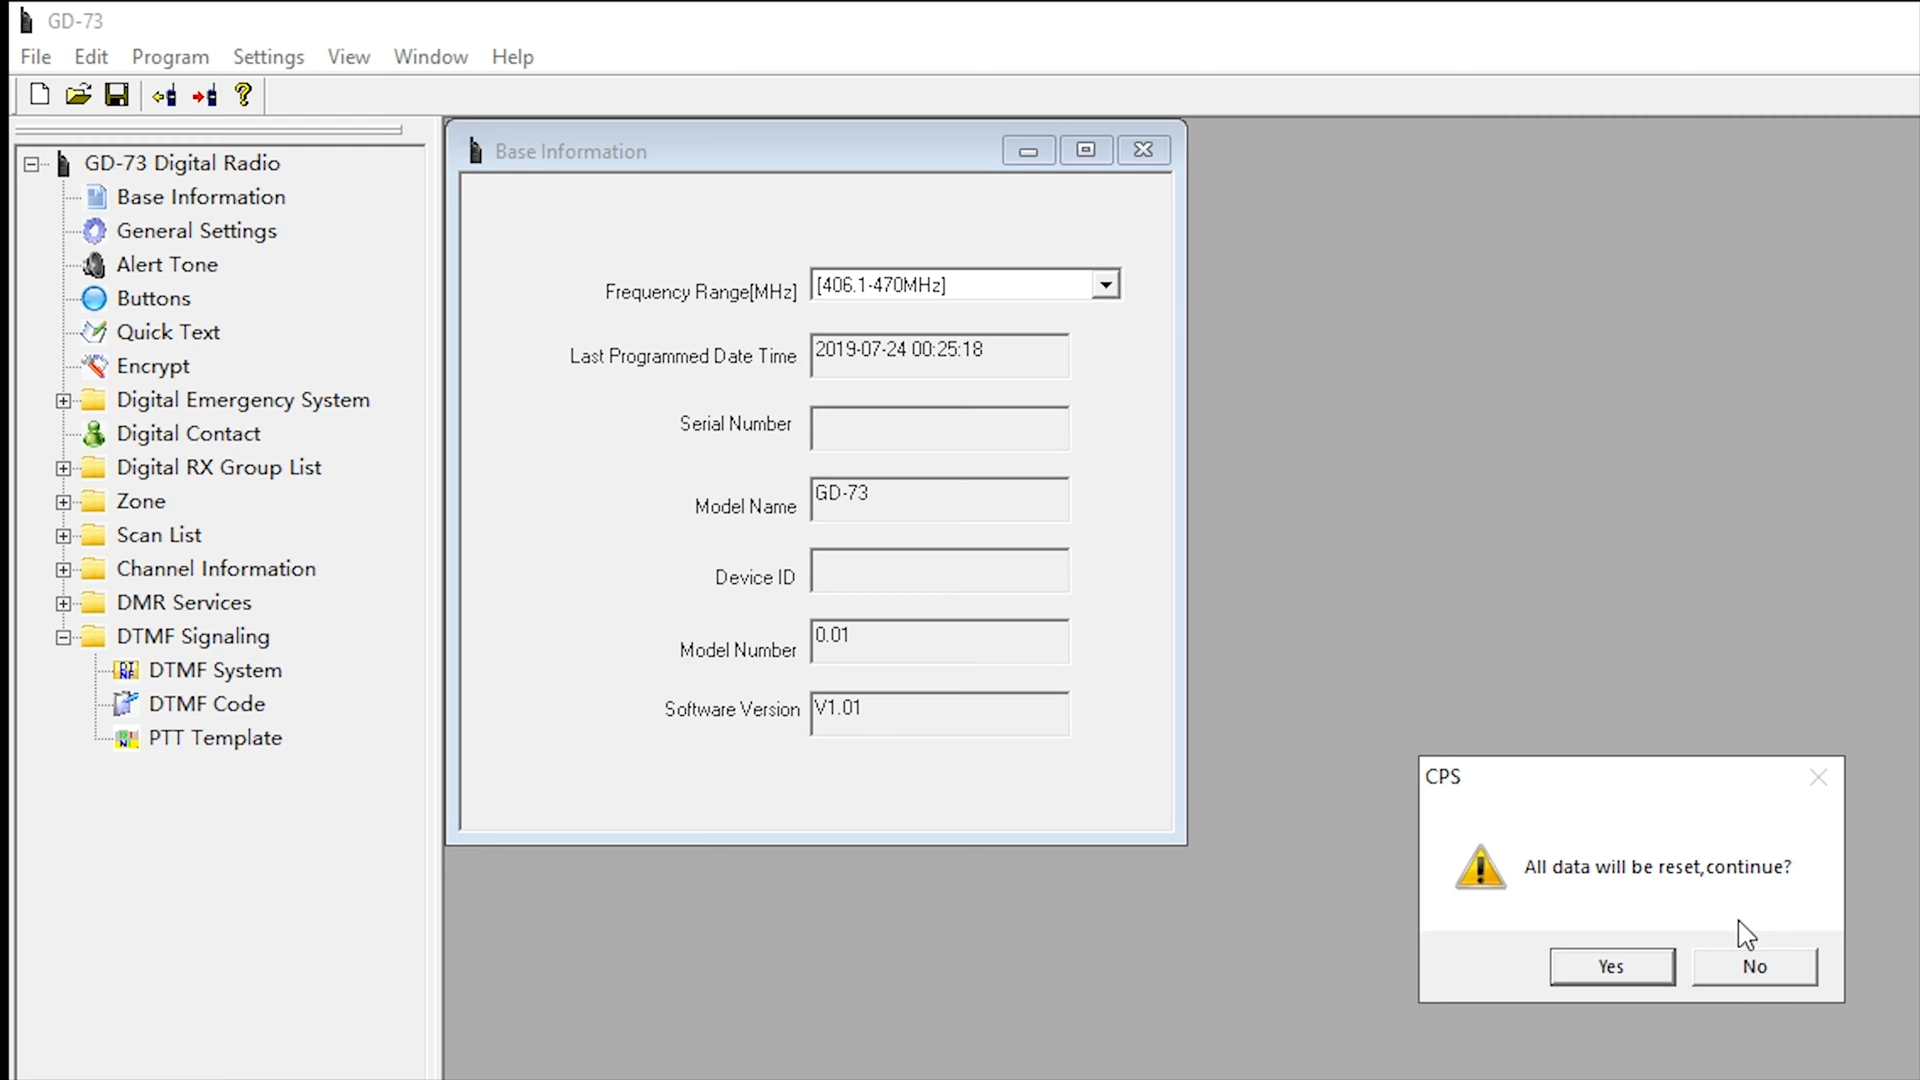 GD-73
File Edit Program Settings View Window Help
GD-73 Digital Radio
Base Information
General Settings
Alert Tone
Buttons
Quick Text
Encrypt
Digital Emergency System
Digital Contact
Digital RX Group List
Zone
Scan List
Channel Information
DMR Services
DTMF Signaling
DTMF System
DTMF Code
PTT Template
Base Information
Frequency Range[MHz] [406.1-470MHz]
Last Programmed Date Time 2019-07-24 00:25:18
Serial Number
Model Name GD-73
Device ID
Model Number 0.01
Software Version V1.01
CPS
All data will be reset,continue?
Yes No